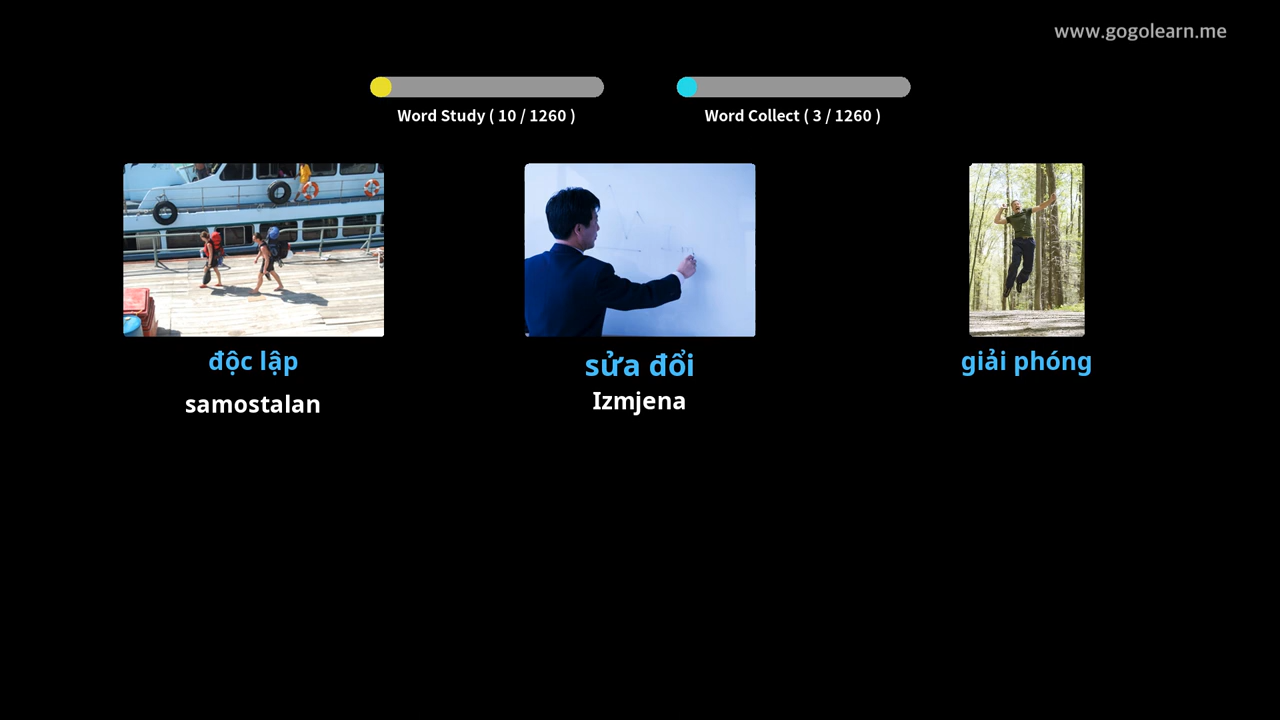 www.gogolearn.me
Word Study ( 10 / 1260 )
Word Collect ( 3 / 1260 )
độc lập
sửa đổi
giải phóng
samostalan
Izmjena